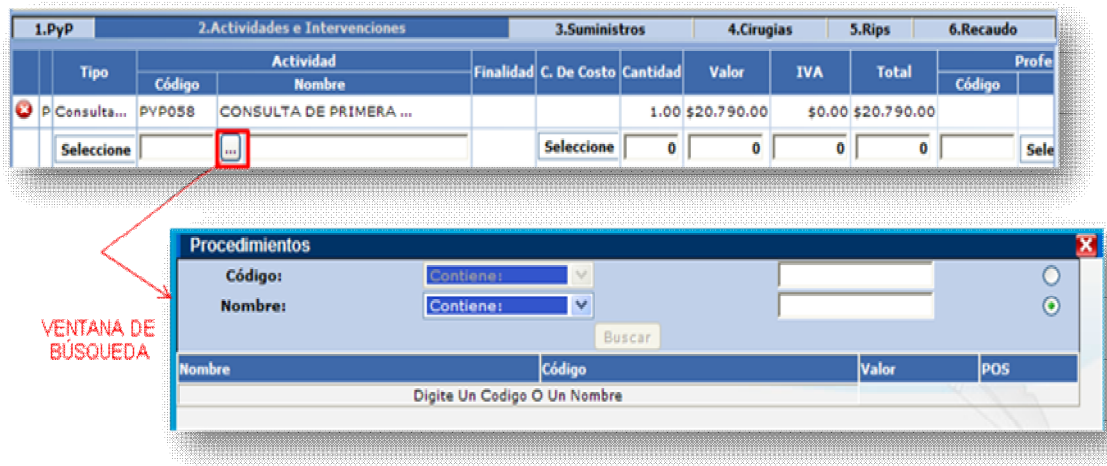 1.PyP 2.Actividades e Intervenciones 3.Suministros 4.Cirugias 5.Rips 6.Recaudo
Tipo Actividad Finalidad C. De Costo Cantidad Valor IVA Total Profe
Código Nombre Código
P Consulta... PYP058 CONSULTA DE PRIMERA ... 1.00 $20.790.00 $0.00 $20.790.00
Seleccione ... Seleccione 0 0 0 0 Sele
Procedimientos
Código: Contiene:
Nombre: Contiene:
Buscar
VENTANA DE
BÚSQUEDA
Nombre Código Valor POS
Digite Un Codigo O Un Nombre